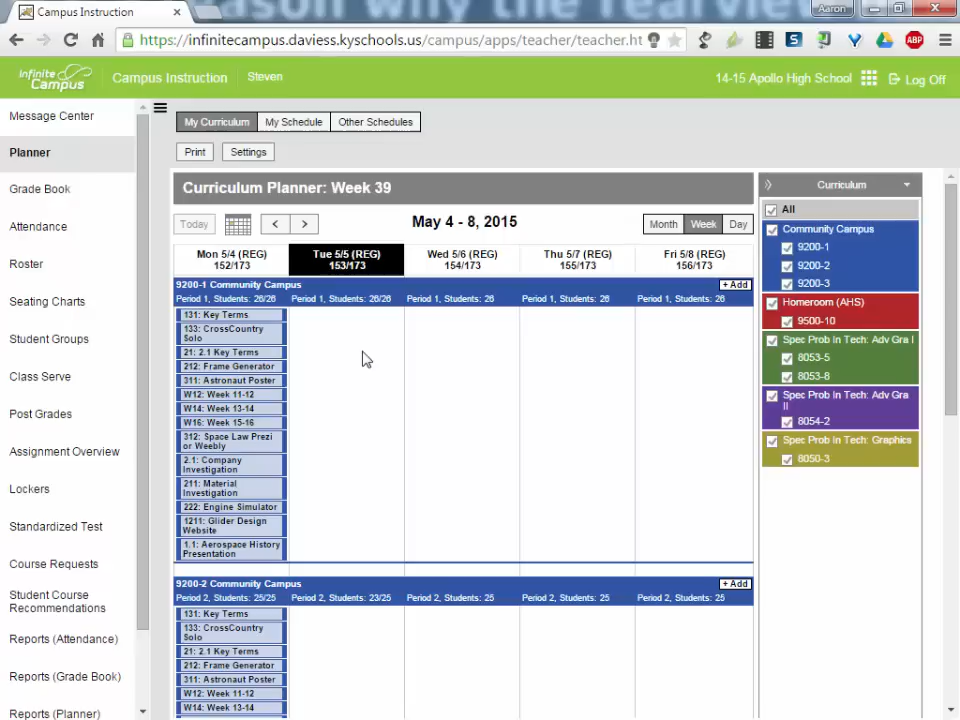 ason why the rearview
Campus Instruction
Aaron
https://infinitecampus.daviess.kyschools.us/campus/apps/teacher/teacher.ht
S
ABP
Infinite Campus
Campus Instruction
Steven
14-15 Apollo High School
Log Off
Message Center
Planner
Grade Book
Attendance
Roster
Seating Charts
Student Groups
Class Serve
Post Grades
Assignment Overview
Lockers
Standardized Test
Course Requests
Student Course
Recommendations
Reports (Attendance)
Reports (Grade Book)
Reports (Planner)
My Curriculum My Schedule Other Schedules
Print Settings
Curriculum Planner: Week 39
Today < > May 4 - 8, 2015 Month Week Day
Mon 5/4 (REG) Tue 5/5 (REG) Wed 5/6 (REG) Thu 5/7 (REG) Fri 5/8 (REG)
152/173 153/173 154/173 155/173 156/173
9200-1 Community Campus + Add
Period 1, Students: 26/26 Period 1, Students: 26/26 Period 1, Students: 26 Period 1, Students: 26 Period 1, Students: 26
131: Key Terms
133: CrossCountry
Solo
21: 2.1 Key Terms
212: Frame Generator
311: Astronaut Poster
W12: Week 11-12
W14: Week 13-14
W16: Week 15-16
312: Space Law Prezi
or Weebly
2.1: Company
Investigation
211: Material
Investigation
222: Engine Simulator
1211: Glider Design
Website
1.1: Aerospace History
Presentation
9200-2 Community Campus + Add
Period 2, Students: 25/25 Period 2, Students: 23/25 Period 2, Students: 25 Period 2, Students: 25 Period 2, Students: 25
131: Key Terms
133: CrossCountry
Solo
21: 2.1 Key Terms
212: Frame Generator
311: Astronaut Poster
W12: Week 11-12
W14: Week 13-14
Curriculum
All
Community Campus
9200-1
9200-2
9200-3
Homeroom (AHS)
9500-10
Spec Prob In Tech: Adv Gra I
8053-5
8053-8
Spec Prob In Tech: Adv Gra
II
8054-2
Spec Prob In Tech: Graphics
8050-3